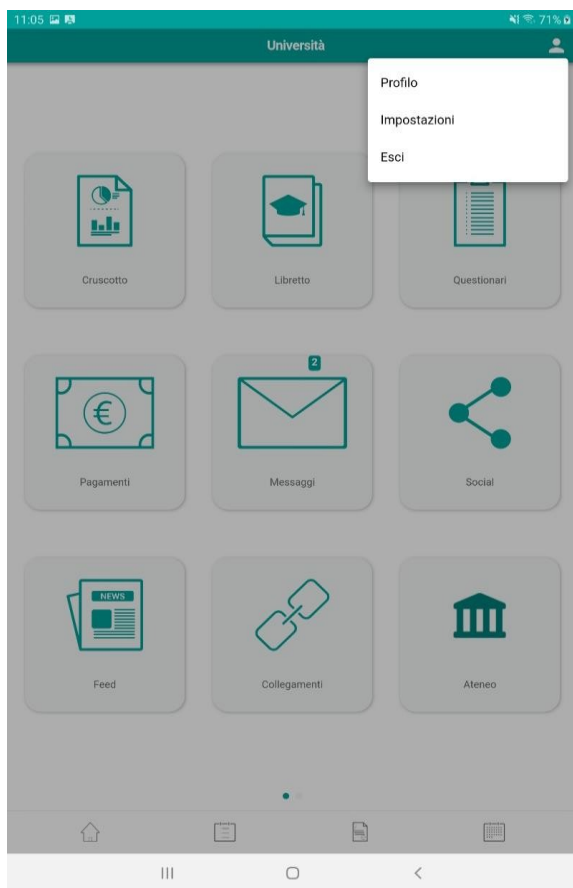 11:05 71%
Università
Profilo
Impostazioni
Esci
Cruscotto Libretto Questionari
2
Pagamenti Messaggi Social
NEWS
Feed Collegamenti Ateneo